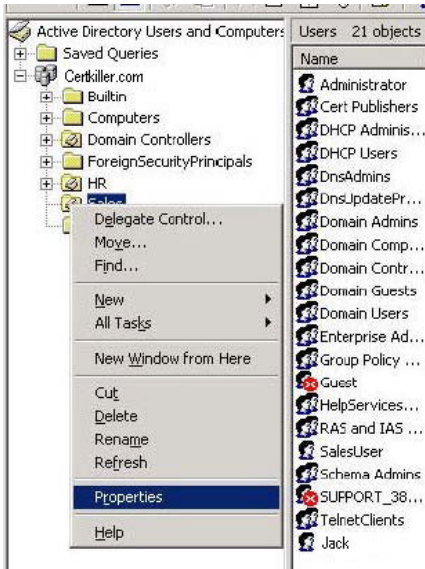 Active Directory Users and Computers
Saved Queries
Certkiller.com
Builtin
Computers
Domain Controllers
ForeignSecurityPrincipals
HR
Sales
Delegate Control...
Move...
Find...
New
All Tasks
New Window from Here
Cut
Delete
Rename
Refresh
Properties
Help
Users 21 objects
Name
Administrator
Cert Publishers
DHCP Adminis...
DHCP Users
DnsAdmins
DnsUpdatePr...
Domain Admins
Domain Comp...
Domain Contr...
Domain Guests
Domain Users
Enterprise Ad...
Group Policy ...
Guest
HelpServices...
RAS and IAS ...
SalesUser
Schema Admins
SUPPORT_38...
TelnetClients
Jack